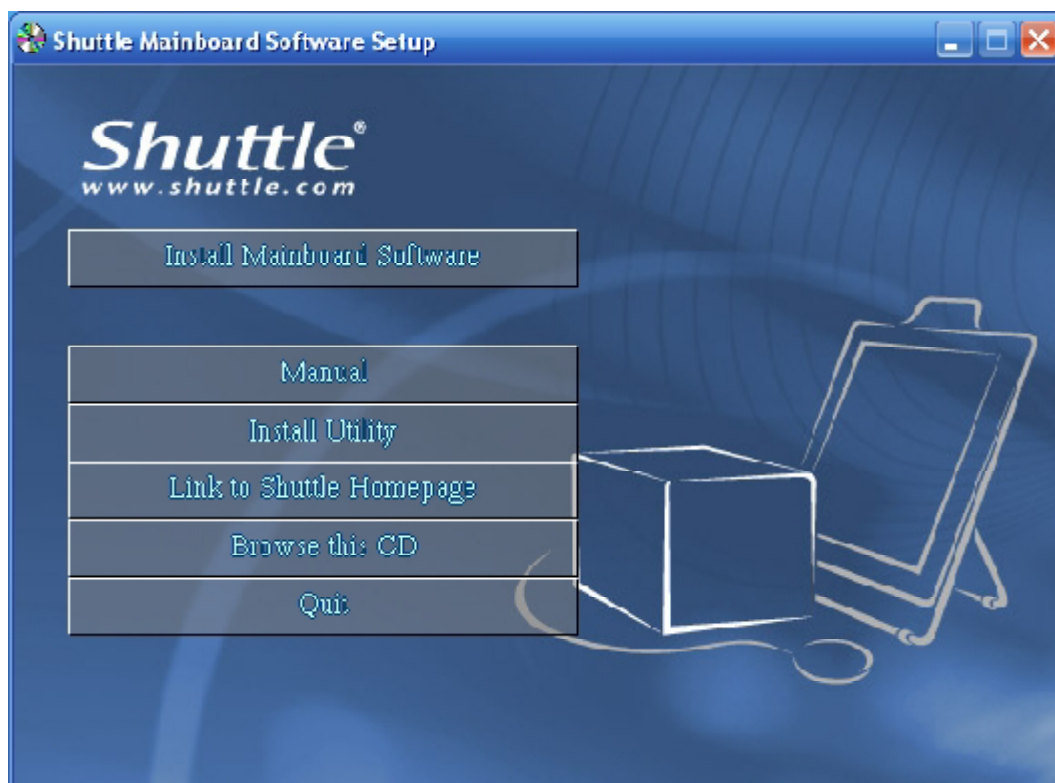 Shuttle Mainboard Software Setup
Shuttle®
www.shuttle.com
Install Mainboard Software
Manual
Install Utility
Link to Shuttle Homepage
Browse this CD
Quit